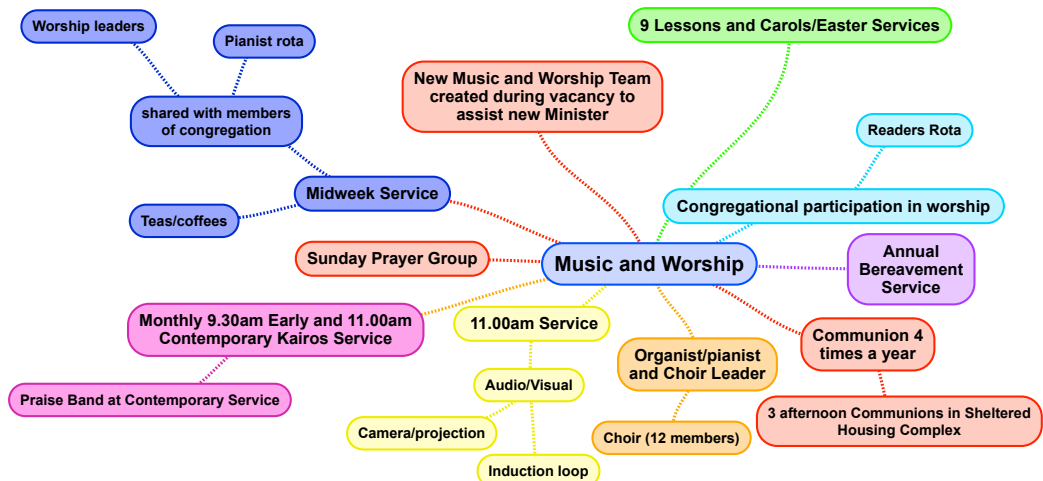 Worship leaders
Pianist rota
9 Lessons and Carols/Easter Services
New Music and Worship Team
created during vacancy to
assist new Minister
shared with members
of congregation
Readers Rota
Midweek Service
Congregational participation in worship
Teas/coffees
Sunday Prayer Group
Music and Worship
Annual
Bereavement
Service
Monthly 9.30am Early and 11.00am
Contemporary Kairos Service
11.00am Service
Organist/pianist
and Choir Leader
Communion 4
times a year
Praise Band at Contemporary Service
Audio/Visual
Camera/projection
Induction loop
Choir (12 members)
3 afternoon Communions in Sheltered
Housing Complex